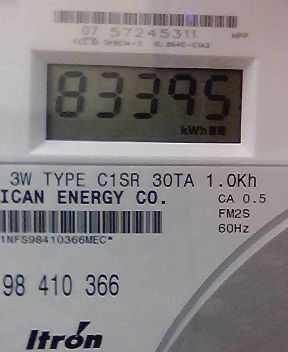 07 57245311
83395
kWh
3W TYPE C1SR 30TA 1.0Kh
ICAN ENERGY CO.
CA 0.5
FM2S
60Hz
1NFS98410366MEC*
98 410 366
Itrón